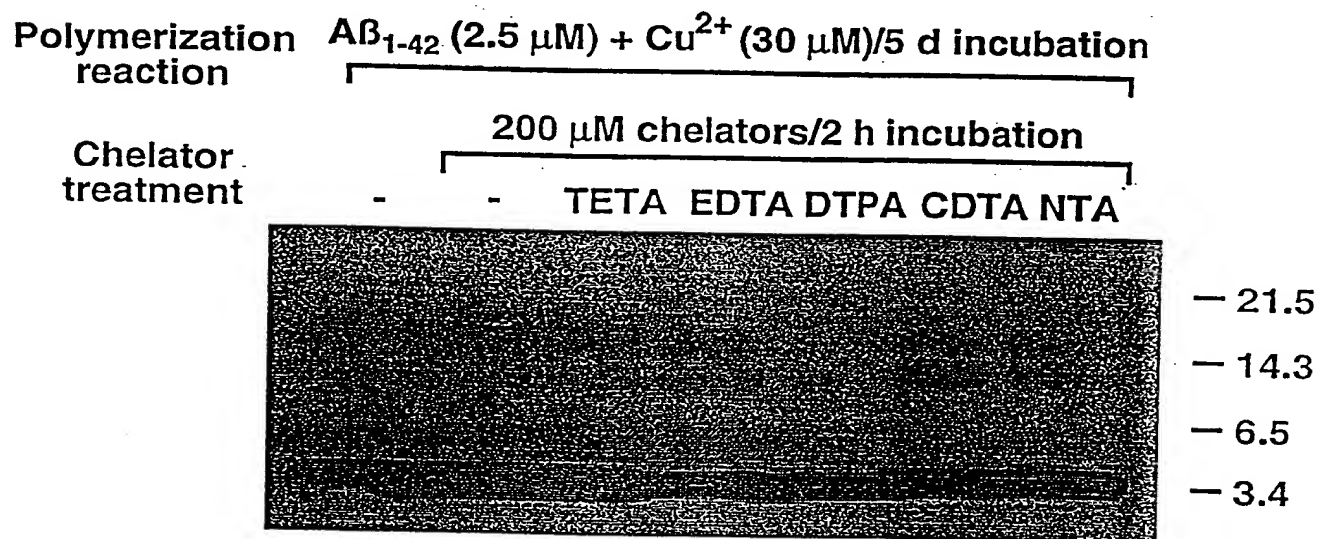 Polymerization reaction
Aß₁₋₄₂ (2.5 µM) + Cu²⁺ (30 µM)/5 d incubation
200 µM chelators/2 h incubation
Chelator treatment
- - TETA EDTA DTPA CDTA NTA
— 21.5
— 14.3
— 6.5
— 3.4